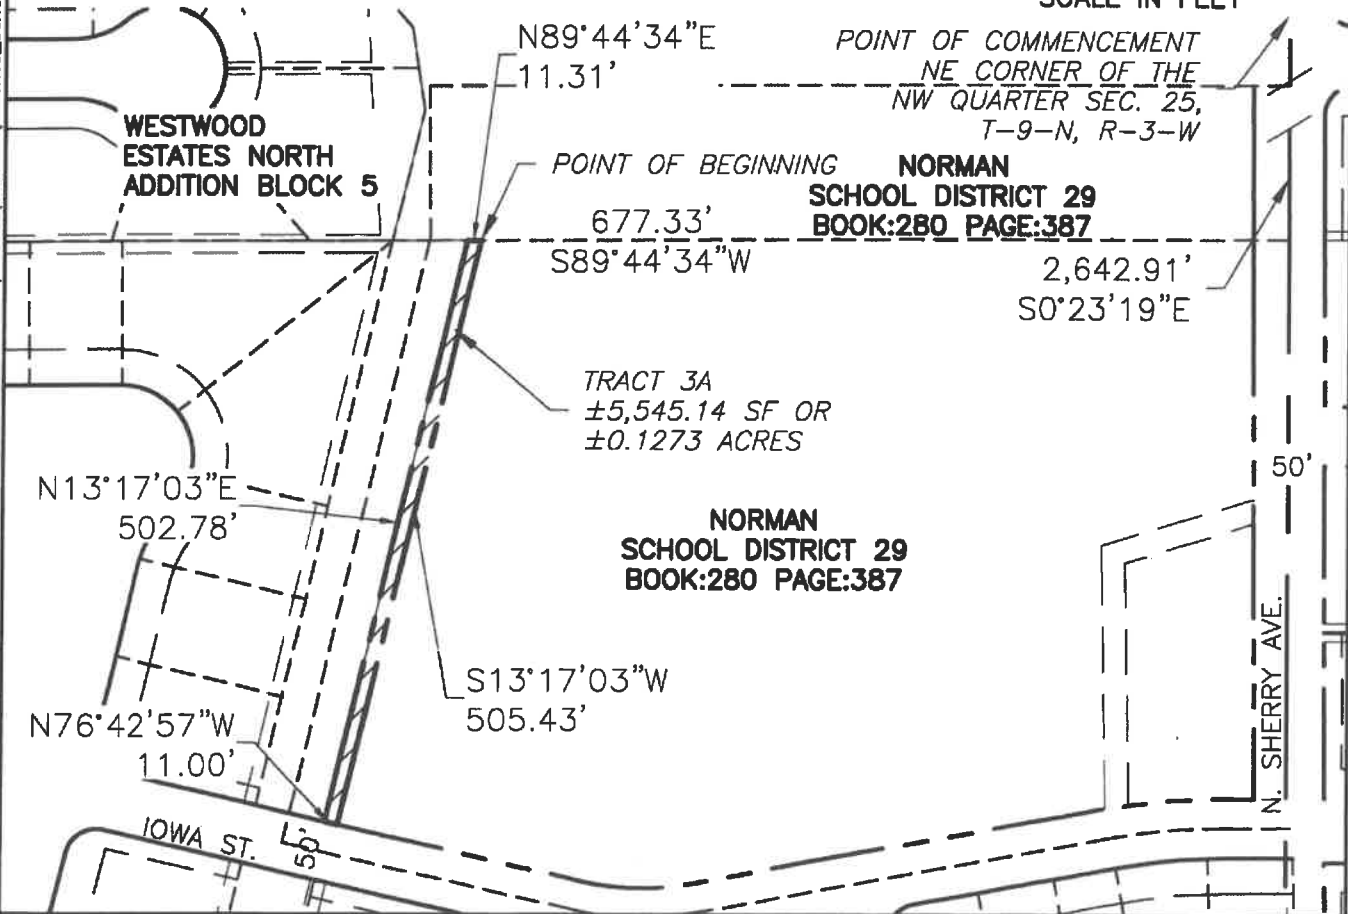 SCALE IN FEET
N89°44'34"E
11.31'
POINT OF COMMENCEMENT
NE CORNER OF THE
NW QUARTER SEC. 25,
T-9-N, R-3-W
WESTWOOD
ESTATES NORTH
ADDITION BLOCK 5
POINT OF BEGINNING
NORMAN
SCHOOL DISTRICT 29
BOOK:280 PAGE:387
677.33'
S89°44'34"W
2,642.91'
S0°23'19"E
TRACT 3A
±5,545.14 SF OR
±0.1273 ACRES
50'
N13°17'03"E
502.78'
NORMAN
SCHOOL DISTRICT 29
BOOK:280 PAGE:387
S13°17'03"W
505.43'
N76°42'57"W
11.00'
N. SHERRY AVE.
IOWA ST.
50'